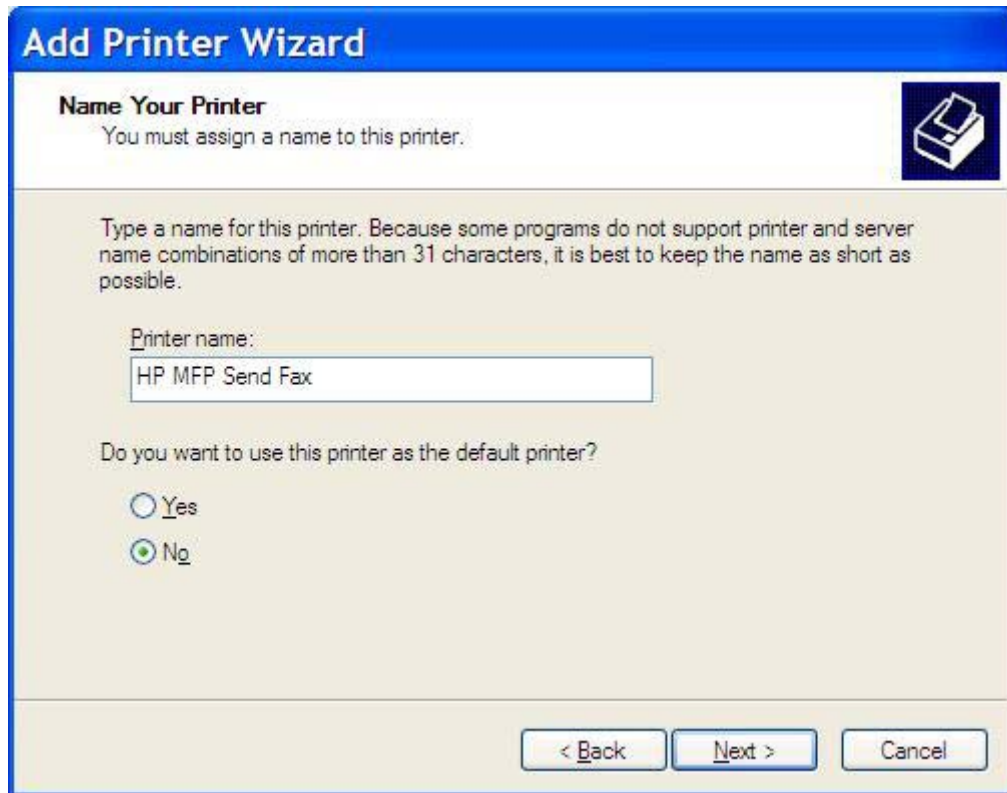 Add Printer Wizard
Name Your Printer
You must assign a name to this printer.
Type a name for this printer. Because some programs do not support printer and server
name combinations of more than 31 characters, it is best to keep the name as short as
possible.
Printer name:
HP MFP Send Fax
Do you want to use this printer as the default printer?
Yes
No
< Back
Next >
Cancel